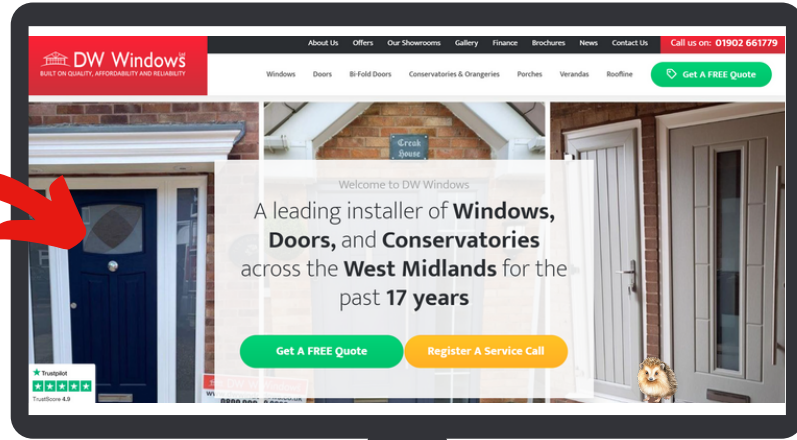 About Us Offers Our Showrooms Gallery Finance Brochures News Contact Us Call us on: 01902 661779
DW Windows ltd
BUILT ON QUALITY, AFFORDABILITY AND RELIABILITY
Windows Doors Bi-Fold Doors Conservatories & Orangeries Porches Verandas Roofline Get A FREE Quote
Creak
House
Welcome to DW Windows
A leading installer of Windows,
Doors, and Conservatories
across the West Midlands for the
past 17 years
Get A FREE Quote Register A Service Call
Trustpilot
TrustScore 4.9